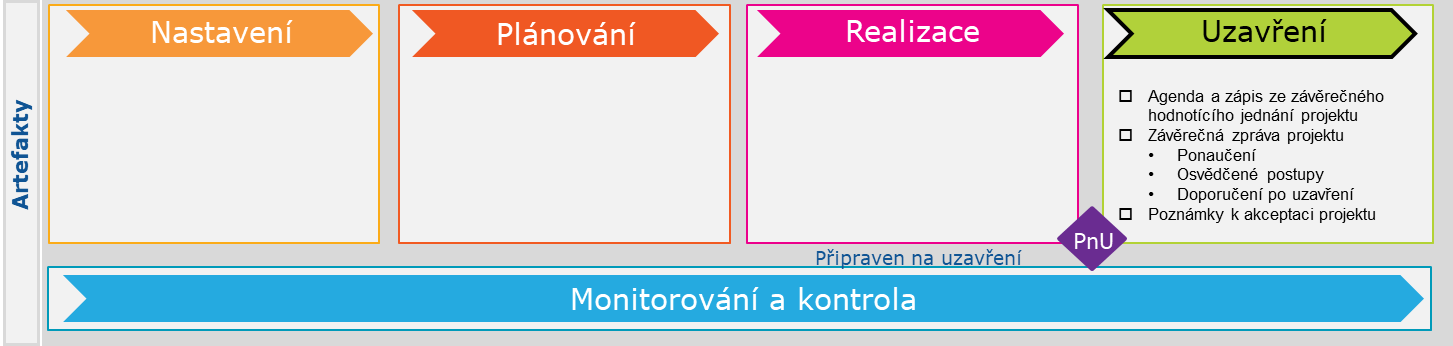 Artefakty
Nastavení
Plánování
Realizace
Uzavření
Agenda a zápis ze závěrečného
hodnotícího jednání projektu
Závěrečná zpráva projektu
• Ponaučení
• Osvědčené postupy
• Doporučení po uzavření
Poznámky k akceptaci projektu
PnU
Připraven na uzavření
Monitorování a kontrola